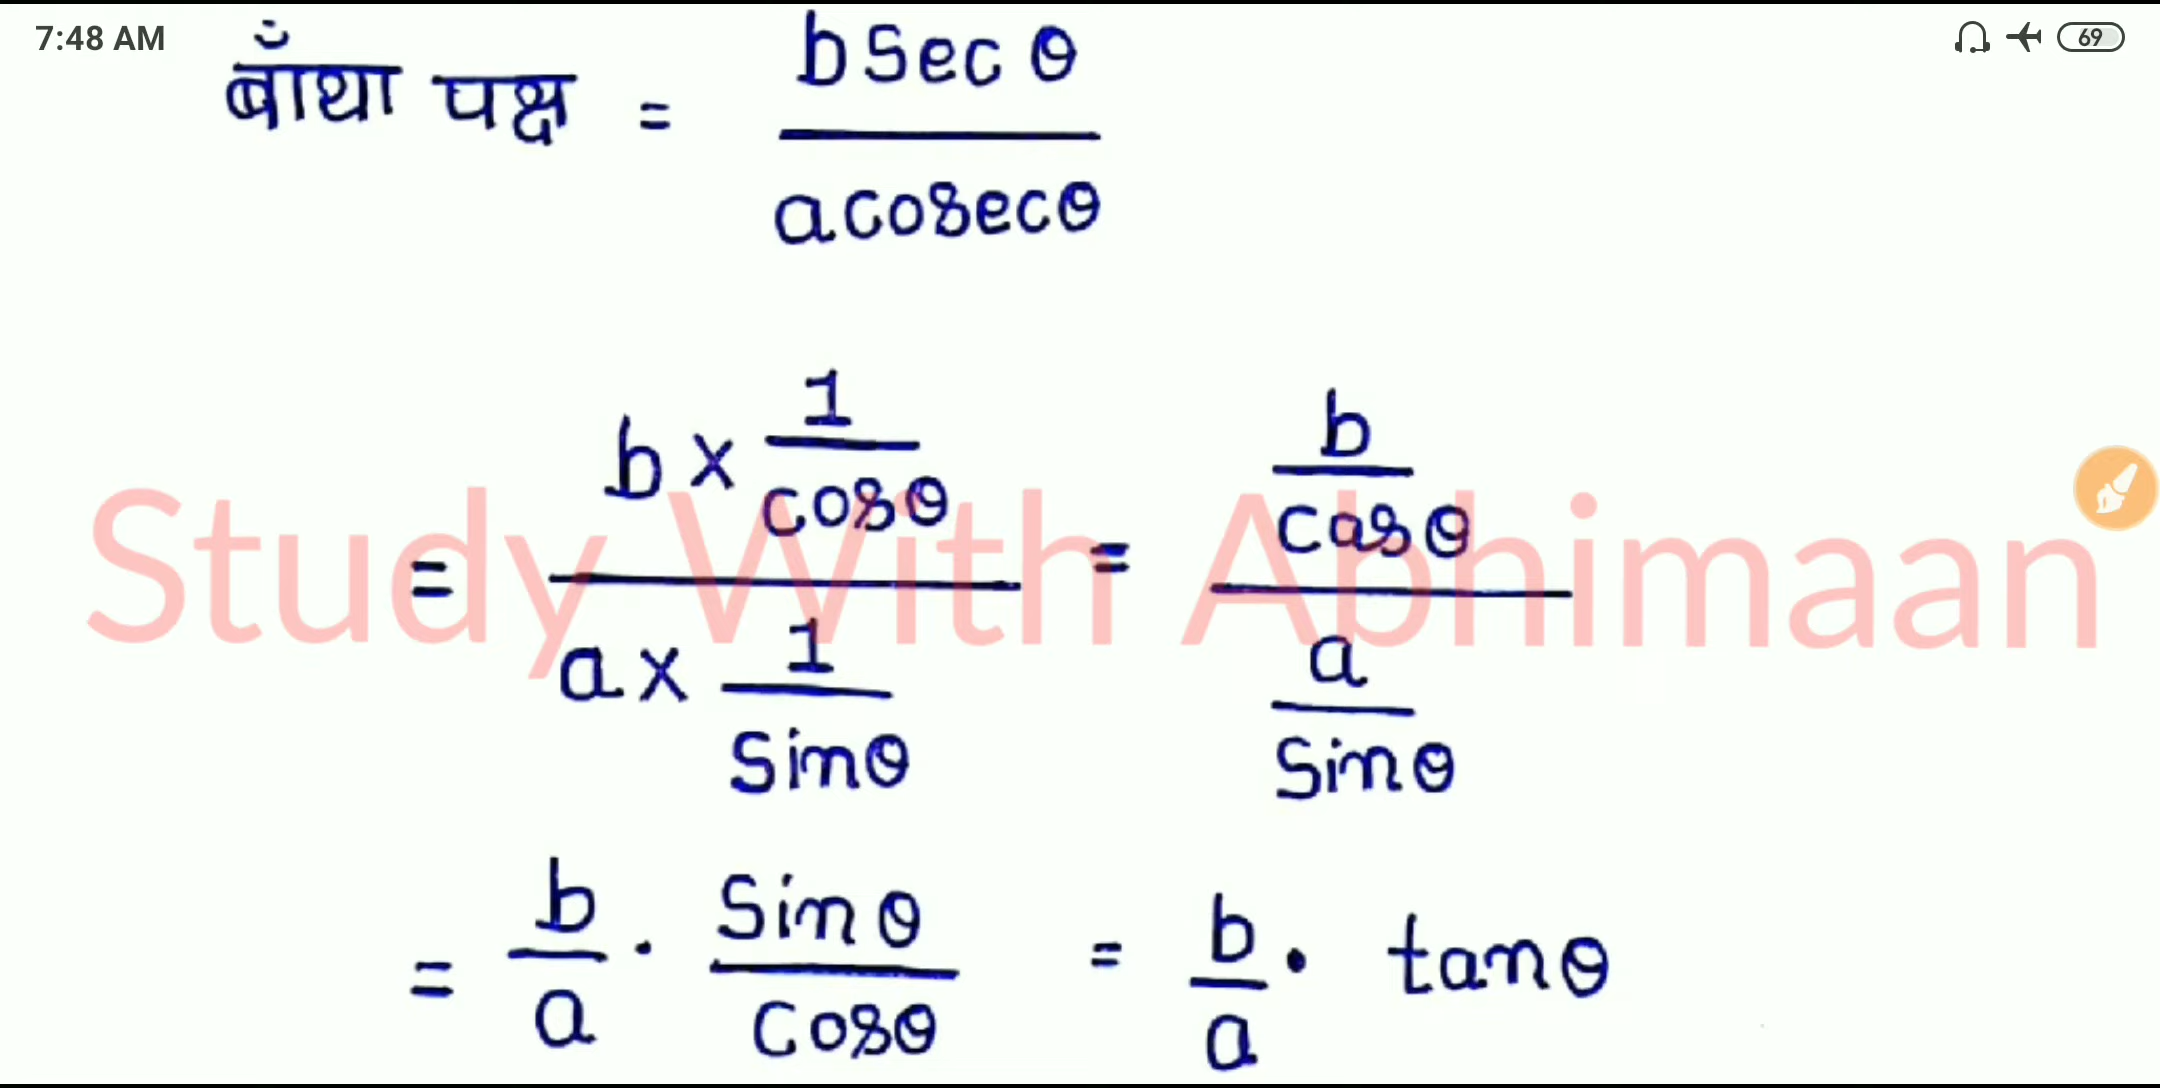 7:48 AM
69
बाँया पक्ष = b Sec θ / a cosec θ
= (b × 1/cos θ) / (a × 1/Sin θ) = (b/cos θ) / (a/Sin θ)
Study With Abhimaan
= b/a · Sin θ/Cos θ = b/a · tan θ